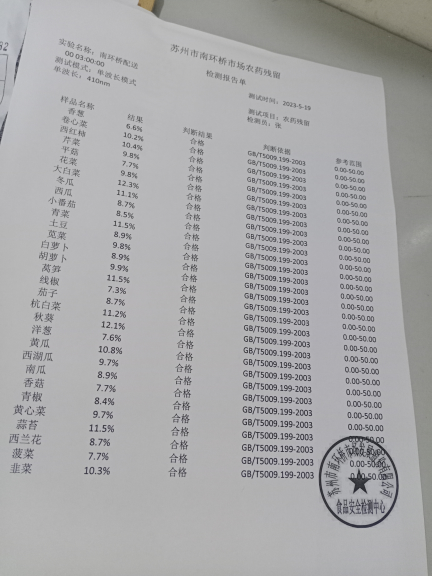 苏州市南环桥市场农药残留
检测报告单
实验名称：南环桥配送
00 03:00:00
测试模式：单波长模式
单波长：410nm
测试时间：2023-5-19
测试项目：农药残留
检测员：张
样品名称 结果 判断结果 判断依据 参考范围
香葱 6.6% 合格 GB/T5009.199-2003 0.00-50.00
卷心菜 10.2% 合格 GB/T5009.199-2003 0.00-50.00
西红柿 10.4% 合格 GB/T5009.199-2003 0.00-50.00
芹菜 9.8% 合格 GB/T5009.199-2003 0.00-50.00
平菇 7.7% 合格 GB/T5009.199-2003 0.00-50.00
花菜 9.8% 合格 GB/T5009.199-2003 0.00-50.00
大白菜 12.3% 合格 GB/T5009.199-2003 0.00-50.00
冬瓜 11.1% 合格 GB/T5009.199-2003 0.00-50.00
西瓜 8.7% 合格 GB/T5009.199-2003 0.00-50.00
小番茄 8.5% 合格 GB/T5009.199-2003 0.00-50.00
青菜 11.5% 合格 GB/T5009.199-2003 0.00-50.00
土豆 8.9% 合格 GB/T5009.199-2003 0.00-50.00
苋菜 9.8% 合格 GB/T5009.199-2003 0.00-50.00
白萝卜 8.9% 合格 GB/T5009.199-2003 0.00-50.00
胡萝卜 9.9% 合格 GB/T5009.199-2003 0.00-50.00
莴笋 11.5% 合格 GB/T5009.199-2003 0.00-50.00
线椒 7.3% 合格 GB/T5009.199-2003 0.00-50.00
茄子 8.7% 合格 GB/T5009.199-2003 0.00-50.00
杭白菜 11.2% 合格 GB/T5009.199-2003 0.00-50.00
秋葵 12.1% 合格 GB/T5009.199-2003 0.00-50.00
洋葱 7.6% 合格 GB/T5009.199-2003 0.00-50.00
黄瓜 10.8% 合格 GB/T5009.199-2003 0.00-50.00
西湖瓜 9.7% 合格 GB/T5009.199-2003 0.00-50.00
南瓜 8.9% 合格 GB/T5009.199-2003 0.00-50.00
香菇 7.7% 合格 GB/T5009.199-2003 0.00-50.00
青椒 8.4% 合格 GB/T5009.199-2003 0.00-50.00
黄心菜 9.7% 合格 GB/T5009.199-2003 0.00-50.00
蒜苔 11.5% 合格 GB/T5009.199-2003 0.00-50.00
西兰花 8.7% 合格 GB/T5009.199-2003 0.00-50.00
菠菜 7.7% 合格 GB/T5009.199-2003 0.00-50.00
韭菜 10.3% 合格 GB/T5009.199-2003 0.00-50.00
食品安全检测中心